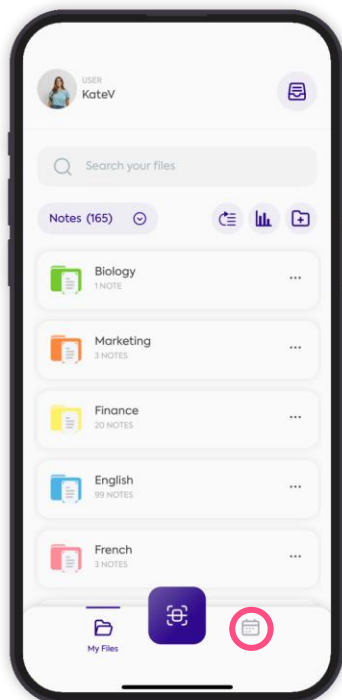 USER
KateV
Search your files
Notes (165)
Biology
1 NOTE
Marketing
3 NOTES
Finance
20 NOTES
English
99 NOTES
French
3 NOTES
My Files